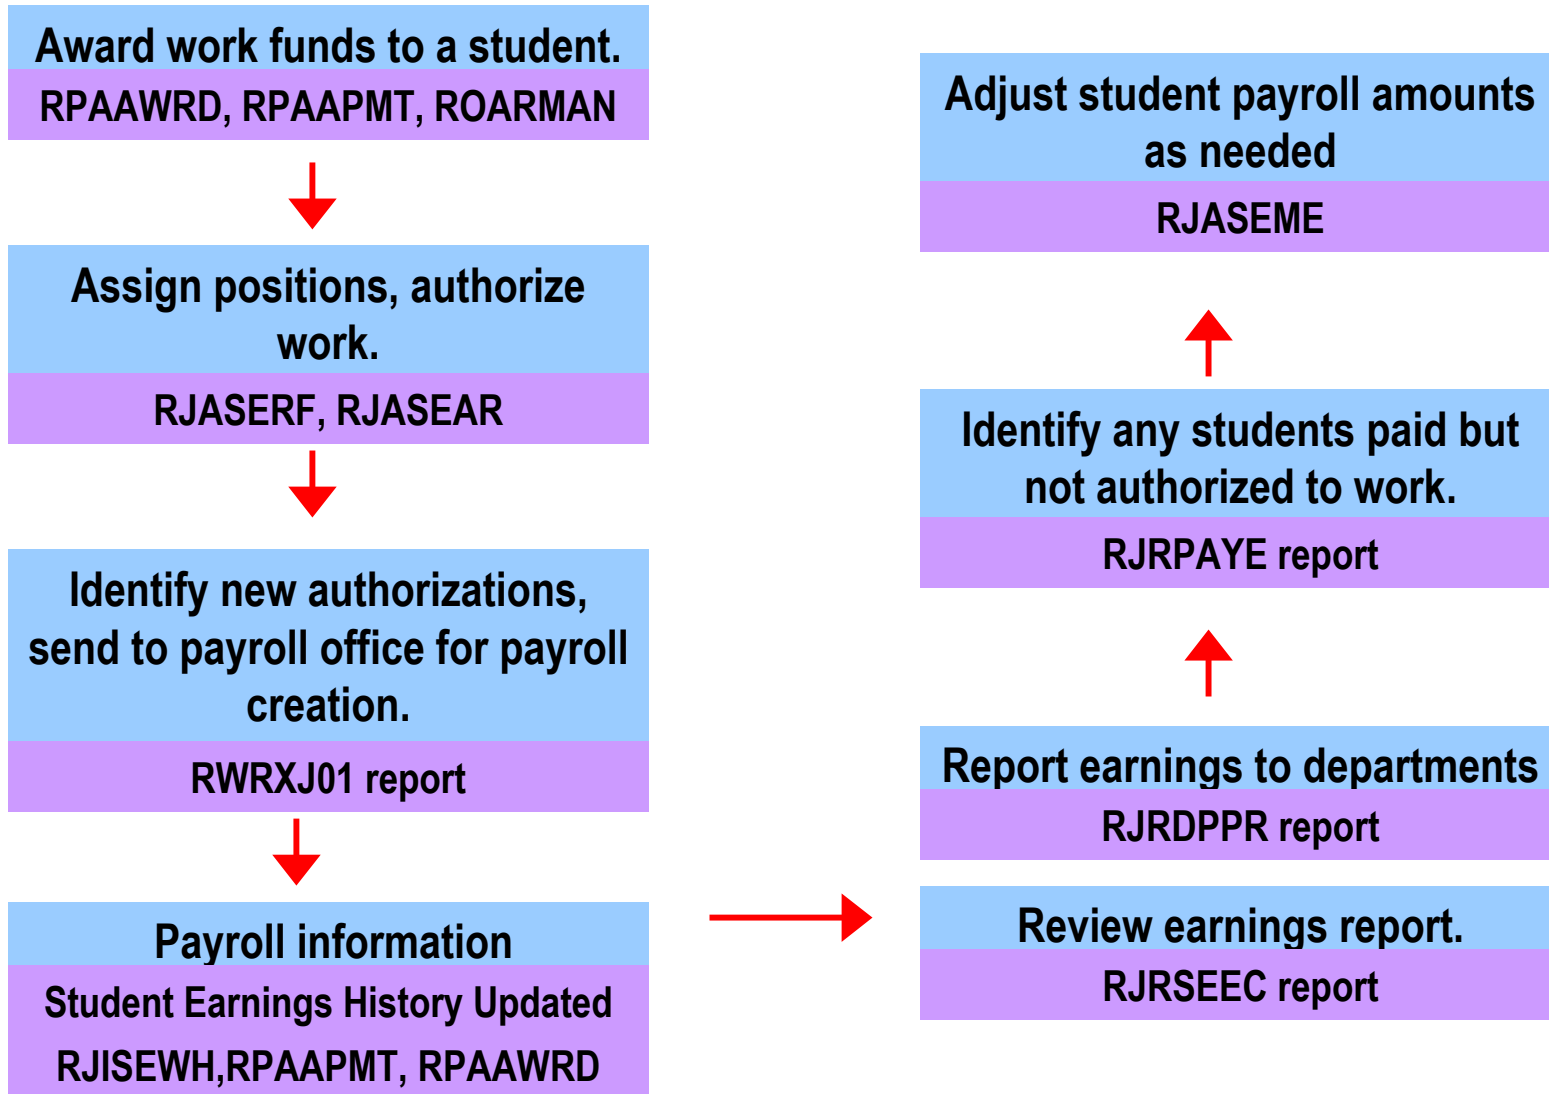 Award work funds to a student.
RPAAWRD, RPAAPMT, ROARMAN
Assign positions, authorize
work.
RJASERF, RJASEAR
Identify new authorizations,
send to payroll office for payroll
creation.
RWRXJ01 report
Payroll information
Student Earnings History Updated
RJISEWH,RPAAPMT, RPAAWRD
Adjust student payroll amounts
as needed
RJASEME
Identify any students paid but
not authorized to work.
RJRPAYE report
Report earnings to departments
RJRDPPR report
Review earnings report.
RJRSEEC report